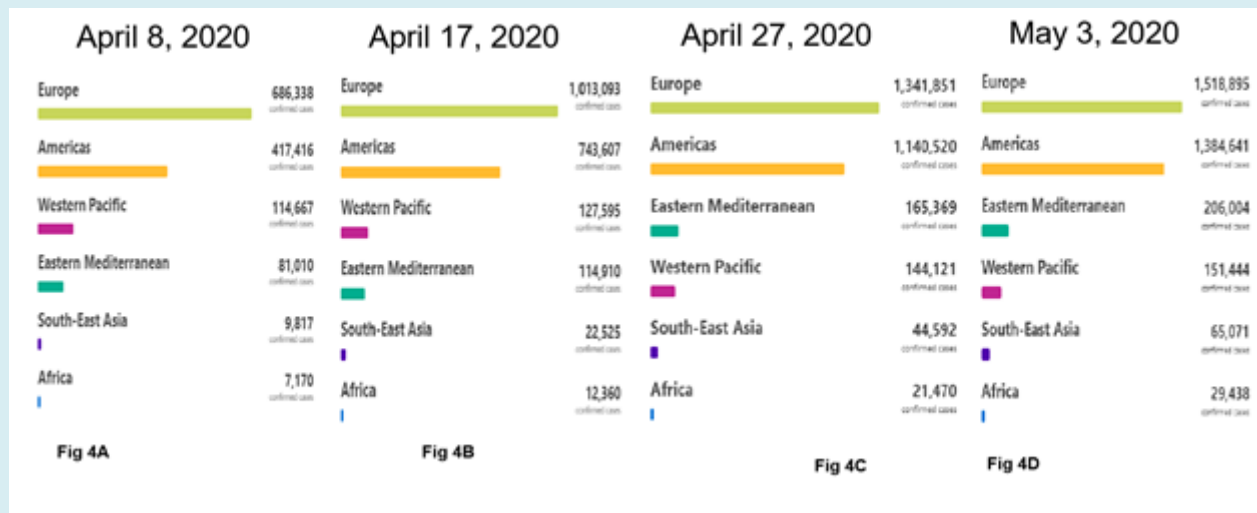 April 8, 2020
Europe
686,338
confirmed cases
Americas
417,416
confirmed cases
Western Pacific
114,667
confirmed cases
Eastern Mediterranean
81,010
confirmed cases
South-East Asia
9,817
confirmed cases
Africa
7,170
confirmed cases
Fig 4A
April 17, 2020
Europe
1,013,093
confirmed cases
Americas
743,607
confirmed cases
Western Pacific
127,595
confirmed cases
Eastern Mediterranean
114,910
confirmed cases
South-East Asia
22,525
confirmed cases
Africa
12,360
confirmed cases
Fig 4B
April 27, 2020
Europe
1,341,851
confirmed cases
Americas
1,140,520
confirmed cases
Eastern Mediterranean
165,369
confirmed cases
Western Pacific
144,121
confirmed cases
South-East Asia
44,592
confirmed cases
Africa
21,470
confirmed cases
Fig 4C
May 3, 2020
Europe
1,518,895
confirmed cases
Americas
1,384,641
confirmed cases
Eastern Mediterranean
206,004
confirmed cases
Western Pacific
151,444
confirmed cases
South-East Asia
65,071
confirmed cases
Africa
29,438
confirmed cases
Fig 4D